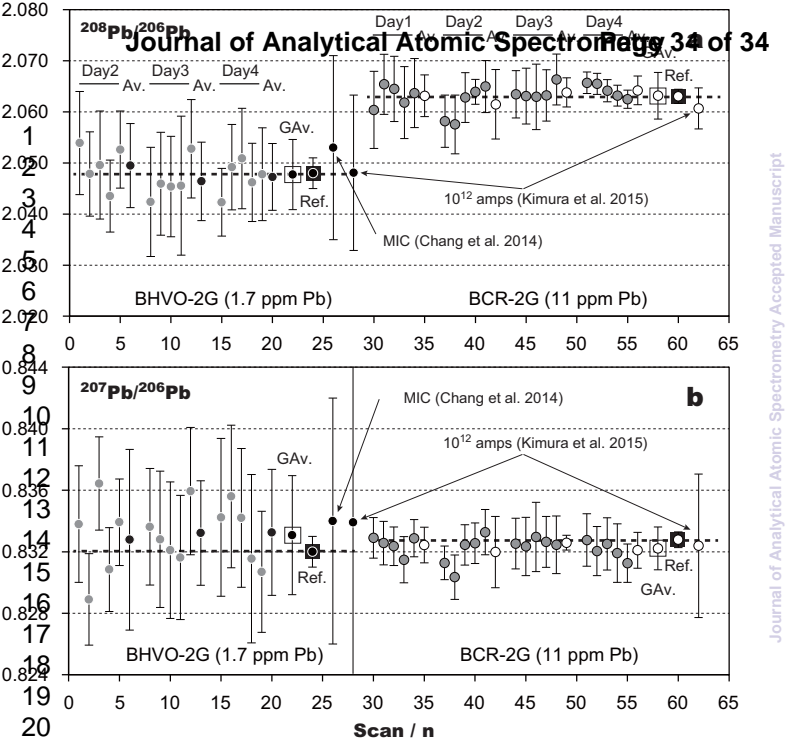 Journal of Analytical Atomic Spectrometry
Page 34 of 34
208Pb/206Pb
Day1 Day2 Day3 Day4
Av. Av. Av. Av.
GAv.
Ref.
Day2 Day3 Day4
Av. Av. Av.
GAv.
Ref.
10¹² amps (Kimura et al. 2015)
MIC (Chang et al. 2014)
BHVO-2G (1.7 ppm Pb)
BCR-2G (11 ppm Pb)
2.080
2.070
2.060
2.050
2.040
2.030
2.020
0 5 10 15 20 25 30 35 40 45 50 55 60 65
207Pb/206Pb
b
MIC (Chang et al. 2014)
10¹² amps (Kimura et al. 2015)
GAv.
Ref.
Ref.
GAv.
BHVO-2G (1.7 ppm Pb)
BCR-2G (11 ppm Pb)
0.844
0.840
0.836
0.832
0.828
0.824
0 5 10 15 20 25 30 35 40 45 50 55 60 65
Scan / n
1
2
3
4
5
6
7
8
9
10
11
12
13
14
15
16
17
18
19
20
Journal of Analytical Atomic Spectrometry Accepted Manuscript